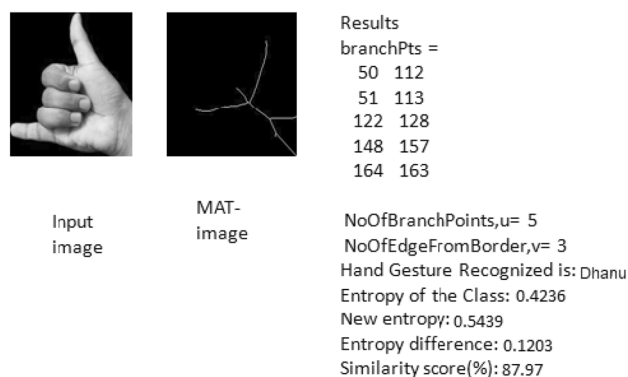 Input
image
MAT-
image
Results
branchPts =
50 112
51 113
122 128
148 157
164 163
NoOfBranchPoints,u= 5
NoOfEdgeFromBorder,v= 3
Hand Gesture Recognized is: Dhanu
Entropy of the Class: 0.4236
New entropy: 0.5439
Entropy difference: 0.1203
Similarity score(%): 87.97